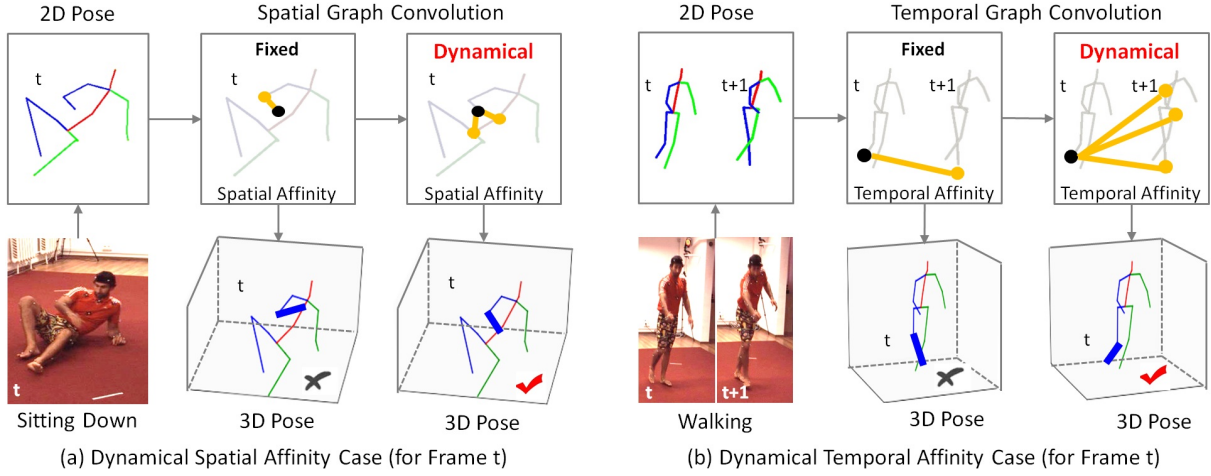 2D Pose
Spatial Graph Convolution
t
Fixed
t
Spatial Affinity
Dynamical
t
Spatial Affinity
t
Sitting Down
t
3D Pose
t
3D Pose
(a) Dynamical Spatial Affinity Case (for Frame t)
2D Pose
Temporal Graph Convolution
t
t+1
Fixed
t
t+1
Temporal Affinity
Dynamical
t
t+1
Temporal Affinity
t
t+1
Walking
t
3D Pose
t
3D Pose
(b) Dynamical Temporal Affinity Case (for Frame t)